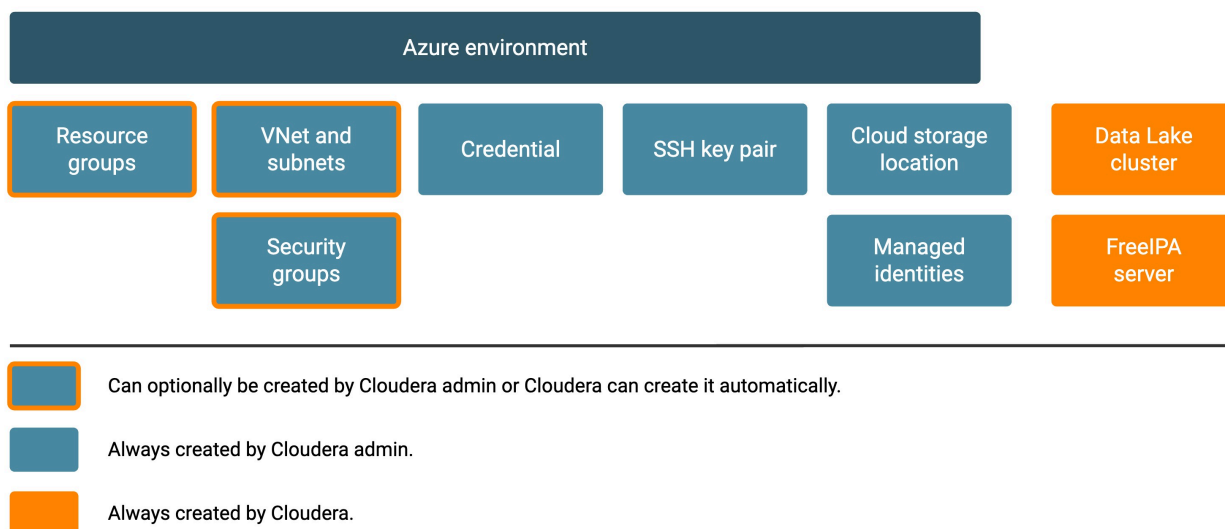 Azure environment
Resource
groups
VNet and
subnets
Credential
SSH key pair
Cloud storage
location
Data Lake
cluster
Security
groups
Managed
identities
FreeIPA
server
Can optionally be created by Cloudera admin or Cloudera can create it automatically.
Always created by Cloudera admin.
Always created by Cloudera.